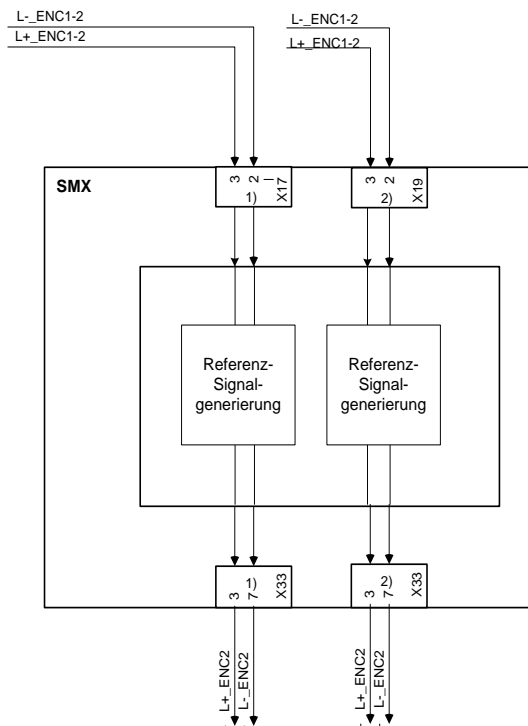 L-_ENC1-2
L+_ENC1-2
L-_ENC1-2
L+_ENC1-2
SMX
3
2
1)
X17
3
2
2)
X19
Referenz-
Signal-
generierung
Referenz-
Signal-
generierung
3
7
1)
X33
3
7
2)
X33
L+_ENC2
L-_ENC2
L+_ENC2
L-_ENC2